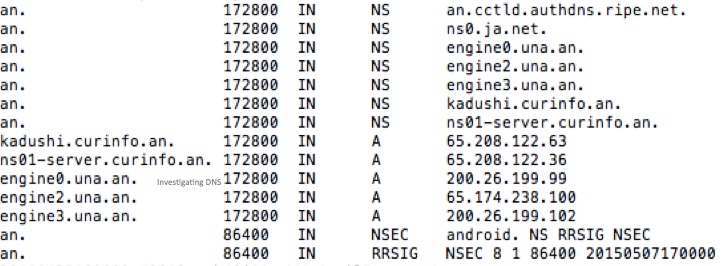 an. 172800 IN NS an.cctld.authdns.ripe.net.
an. 172800 IN NS ns0.ja.net.
an. 172800 IN NS engine0.una.an.
an. 172800 IN NS engine2.una.an.
an. 172800 IN NS engine3.una.an.
an. 172800 IN NS kadushi.curinfo.an.
an. 172800 IN NS ns01-server.curinfo.an.
kadushi.curinfo.an. 172800 IN A 65.208.122.63
ns01-server.curinfo.an. 172800 IN A 65.208.122.36
engine0.una.an. Investigating DNS 172800 IN A 200.26.199.99
engine2.una.an. 172800 IN A 65.174.238.100
engine3.una.an. 172800 IN A 200.26.199.102
an. 86400 IN NSEC android. NS RRSIG NSEC
an. 86400 IN RRSIG NSEC 8 1 86400 20150507170000